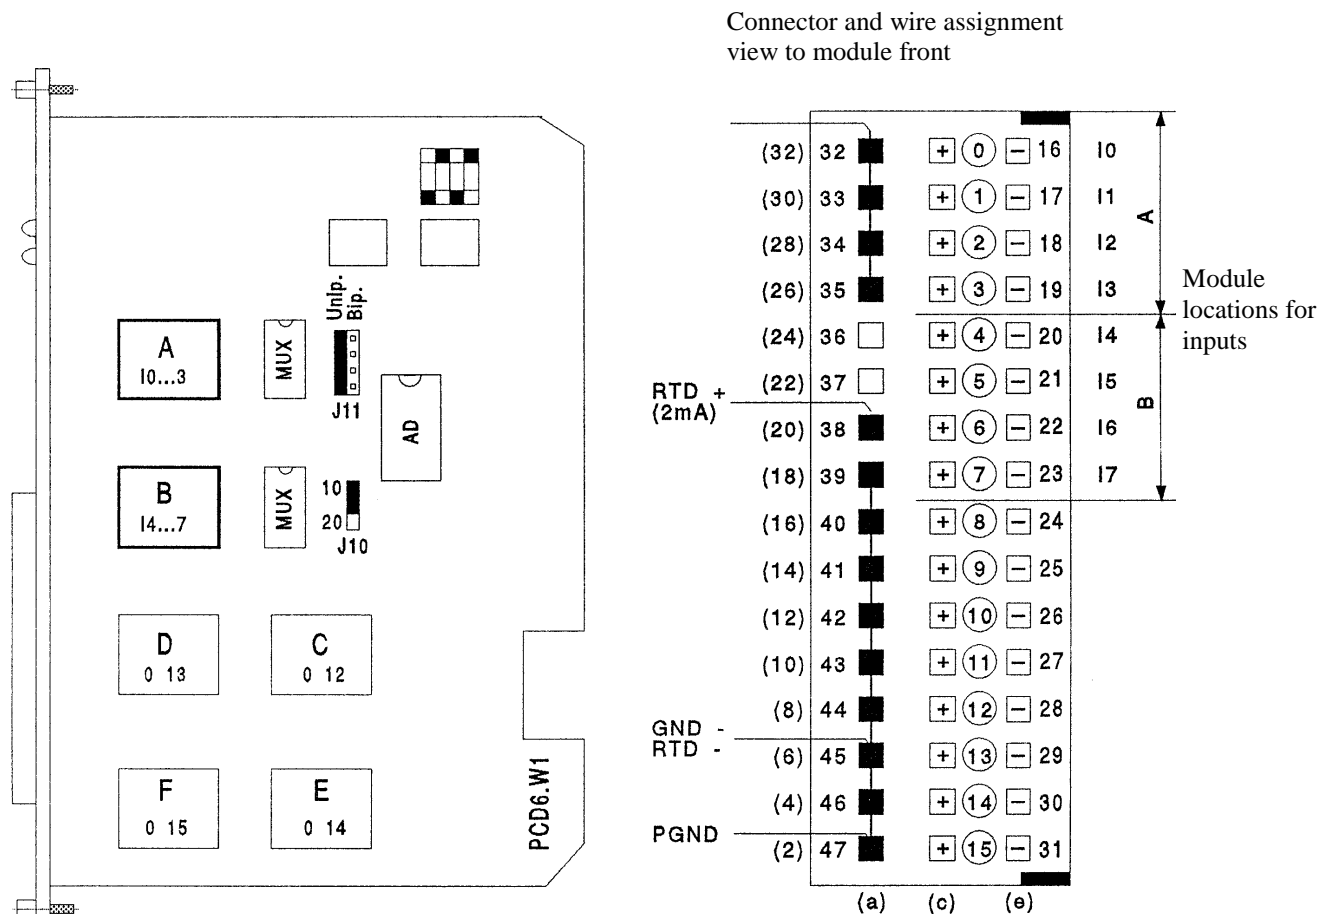 Connector and wire assignment
view to module front
Unip.
Bip.
A
I0...3
MUX
J11
AD
B
I4...7
MUX
10
20
J10
D
0 13
C
0 12
F
0 15
E
0 14
PCD6.W1
(32) 32 + 0 − 16 I0
(30) 33 + 1 − 17 I1
(28) 34 + 2 − 18 I2
(26) 35 + 3 − 19 I3
A
Module
locations for
inputs
(24) 36 + 4 − 20 I4
(22) 37 + 5 − 21 I5
RTD +
(2mA)
(20) 38 + 6 − 22 I6
(18) 39 + 7 − 23 I7
B
(16) 40 + 8 − 24
(14) 41 + 9 − 25
(12) 42 + 10 − 26
(10) 43 + 11 − 27
(8) 44 + 12 − 28
GND -
RTD -
(6) 45 + 13 − 29
(4) 46 + 14 − 30
PGND
(2) 47 + 15 − 31
(a) (c) (e)